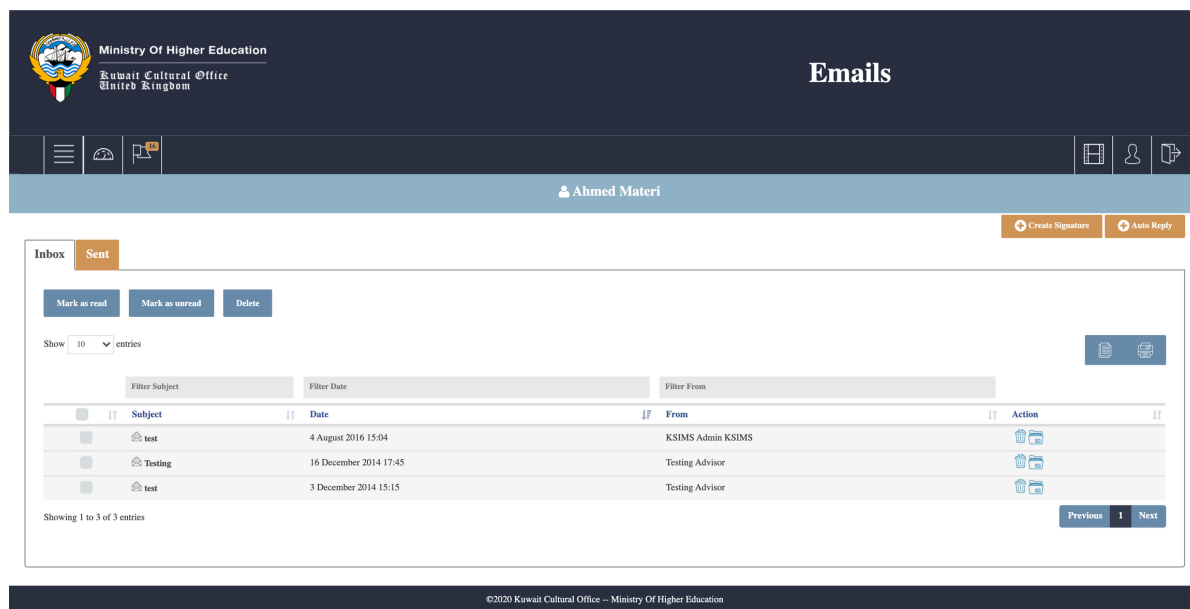 Ministry Of Higher Education
Kuwait Cultural Office
United Kingdom
Emails
16
Ahmed Materi
Create Signature
Auto Reply
Inbox
Sent
Mark as read
Mark as unread
Delete
Show 10 entries
Filter Subject
Filter Date
Filter From
Subject Date From Action
test 4 August 2016 15:04 KSIMS Admin KSIMS
Testing 16 December 2014 17:45 Testing Advisor
test 3 December 2014 15:15 Testing Advisor
Showing 1 to 3 of 3 entries
Previous 1 Next
©2020 Kuwait Cultural Office -- Ministry Of Higher Education